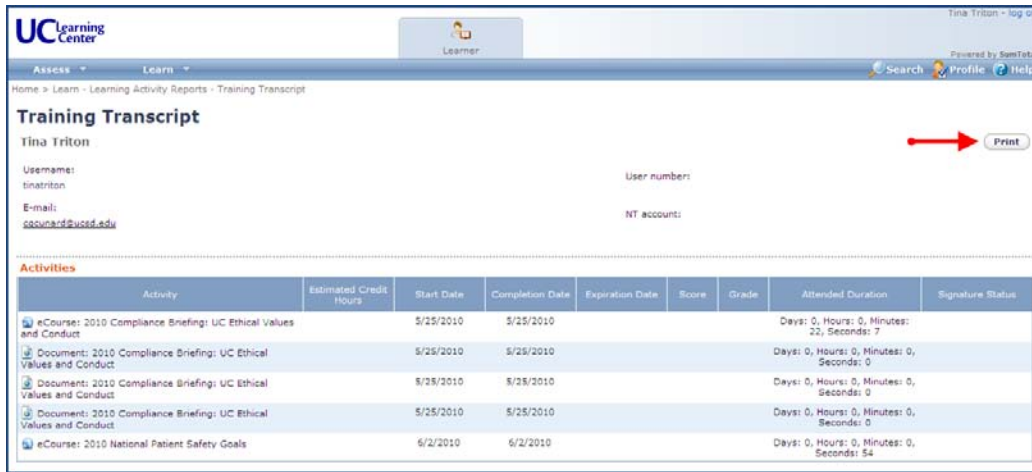 Tina Triton - log o
UC Learning Center
Learner
Powered by SumTota
Assess Learn Search Profile Help
Home > Learn - Learning Activity Reports - Training Transcript
Training Transcript
Tina Triton
Print
Username:
tinatriton
User number:
E-mail:
cqcunard@ucsd.edu
NT account:
Activities
Activity Estimated Credit Hours Start Date Completion Date Expiration Date Score Grade Attended Duration Signature Status
eCourse: 2010 Compliance Briefing: UC Ethical Values
and Conduct
5/25/2010 5/25/2010
Days: 0, Hours: 0, Minutes:
22, Seconds: 7
Document: 2010 Compliance Briefing: UC Ethical
Values and Conduct
5/25/2010 5/25/2010
Days: 0, Hours: 0, Minutes: 0,
Seconds: 0
Document: 2010 Compliance Briefing: UC Ethical
Values and Conduct
5/25/2010 5/25/2010
Days: 0, Hours: 0, Minutes: 0,
Seconds: 0
Document: 2010 Compliance Briefing: UC Ethical
Values and Conduct
5/25/2010 5/25/2010
Days: 0, Hours: 0, Minutes: 0,
Seconds: 0
eCourse: 2010 National Patient Safety Goals
6/2/2010 6/2/2010
Days: 0, Hours: 0, Minutes: 0,
Seconds: 54